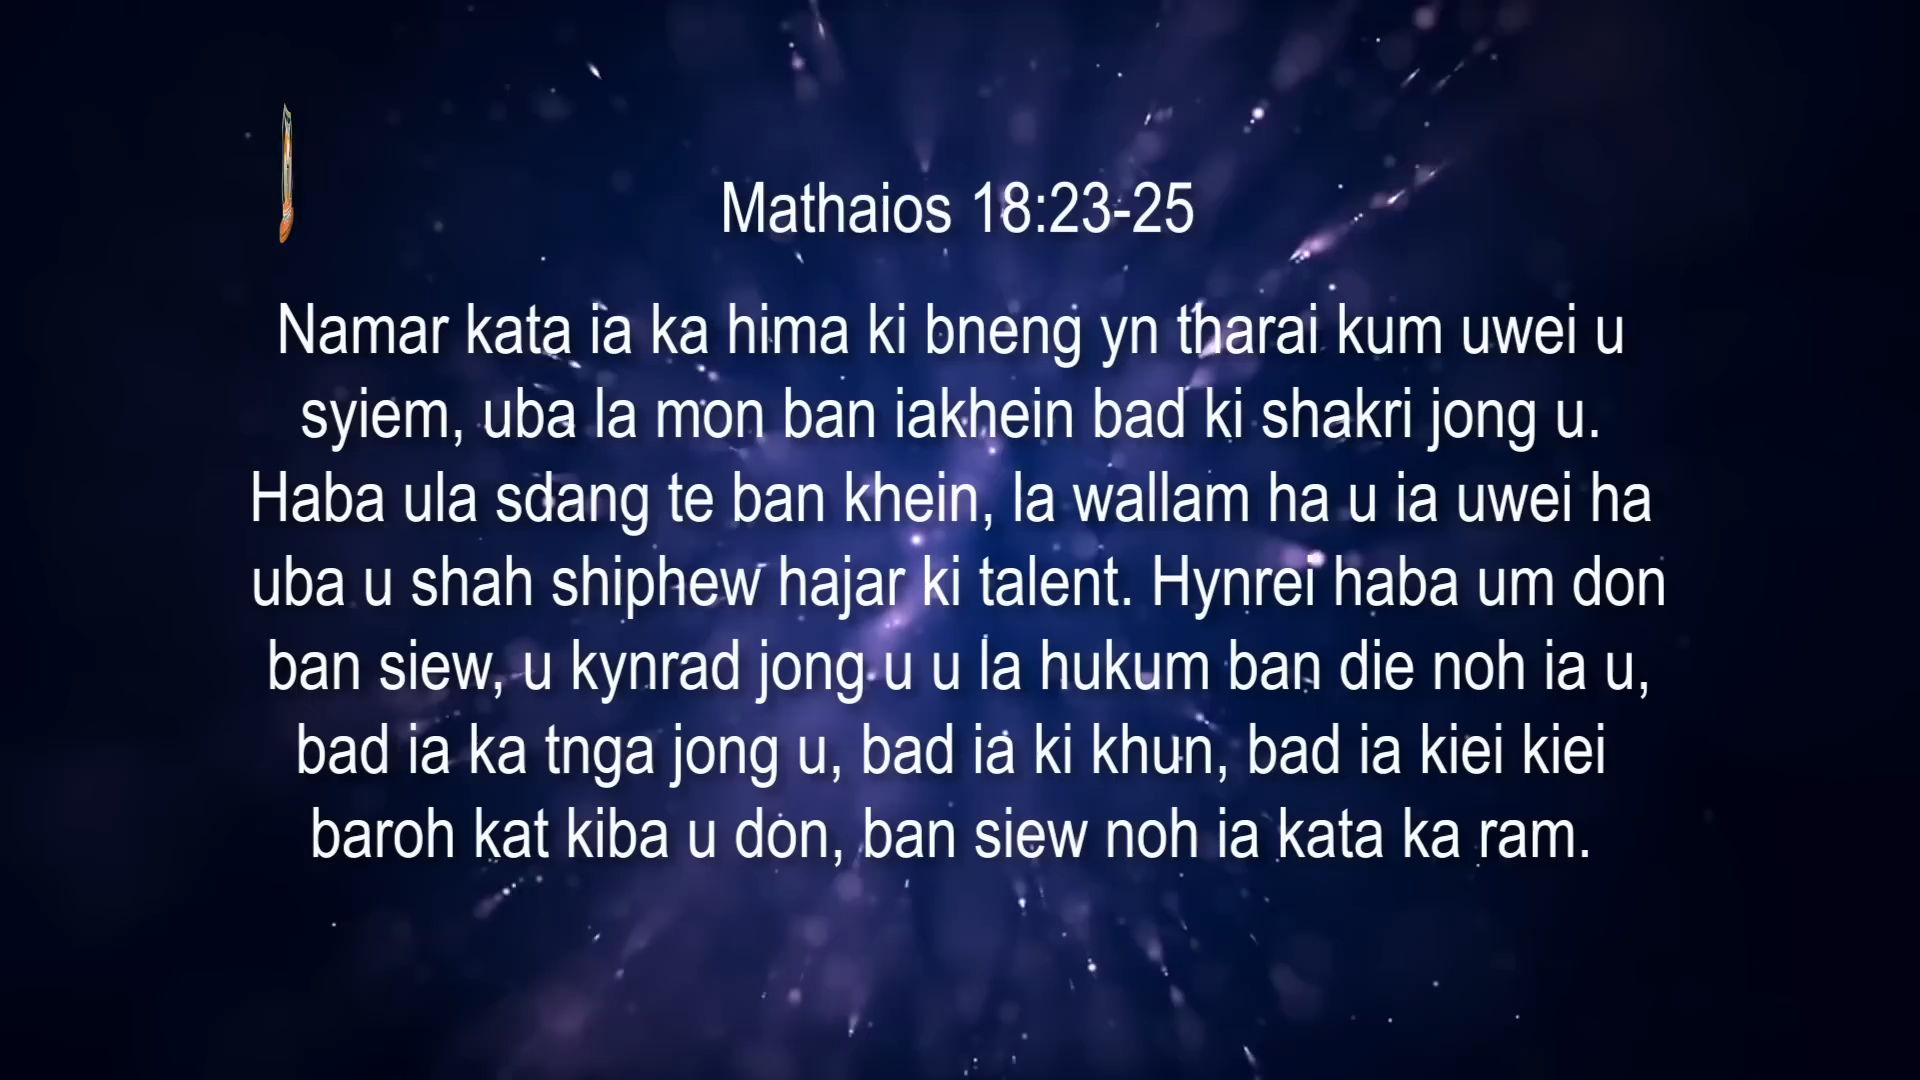 Mathaios 18:23-25
Namar kata ia ka hima ki bneng yn tharai kum uwei u
syiem, uba la mon ban iakhein bad ki shakri jong u.
Haba ula sdang te ban khein, la wallam ha u ia uwei ha
uba u shah shiphew hajar ki talent. Hynrei haba um don
ban siew, u kynrad jong u u la hukum ban die noh ia u,
bad ia ka tnga jong u, bad ia ki khun, bad ia kiei kiei
baroh kat kiba u don, ban siew noh ia kata ka ram.